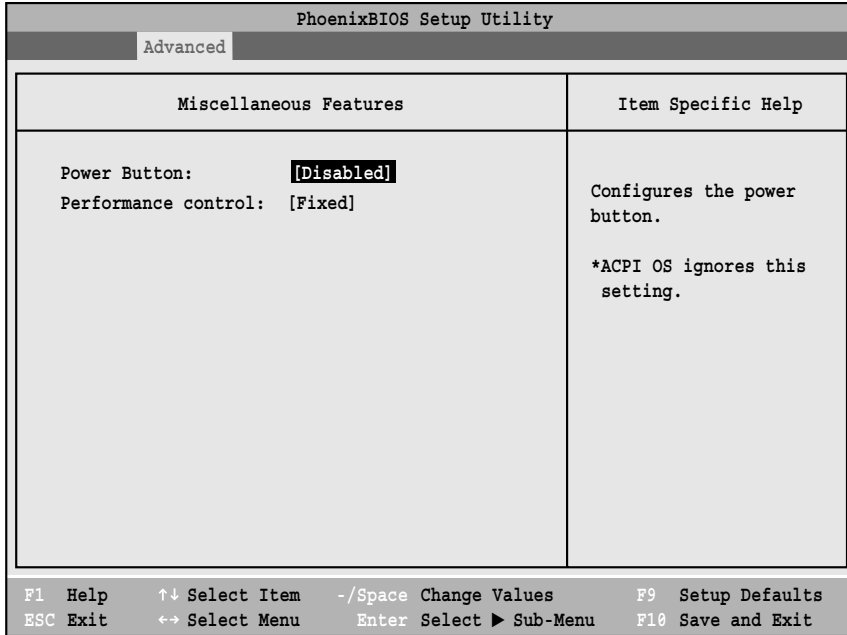 PhoenixBIOS Setup Utility
Advanced
Miscellaneous Features
Item Specific Help
Power Button: [Disabled]
Performance control: [Fixed]
Configures the power
button.
*ACPI OS ignores this
setting.
F1 Help ↑↓ Select Item -/Space Change Values F9 Setup Defaults
ESC Exit ←→ Select Menu Enter Select ▶ Sub-Menu F10 Save and Exit